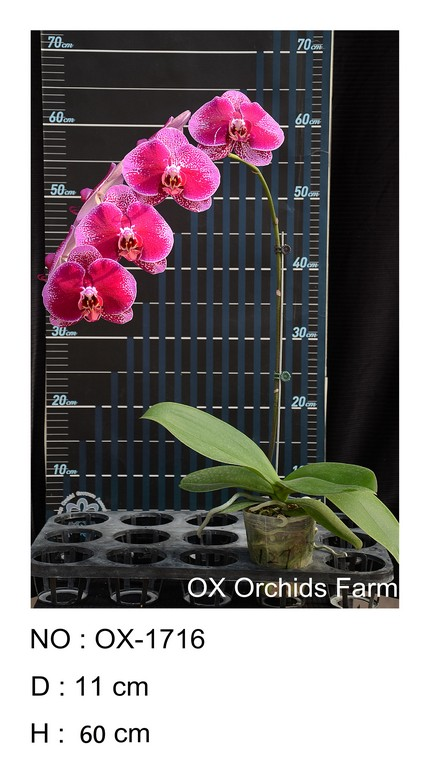 70cm 70cm
60cm 60cm
50cm 50cm
40cm
30cm 30cm
20cm 20cm
10cm
OX Orchids Farm
NO : OX-1716
D : 11 cm
H : 60 cm